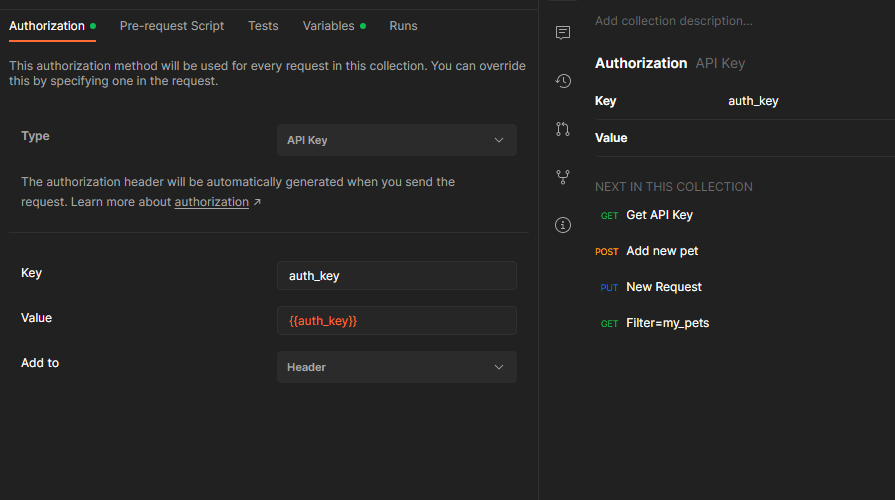 Authorization Pre-request Script Tests Variables Runs
This authorization method will be used for every request in this collection. You can override
this by specifying one in the request.
Type API Key
The authorization header will be automatically generated when you send the
request. Learn more about authorization ↗
Key auth_key
Value {{auth_key}}
Add to Header
Add collection description...
Authorization API Key
Key auth_key
Value
NEXT IN THIS COLLECTION
GET Get API Key
POST Add new pet
PUT New Request
GET Filter=my_pets